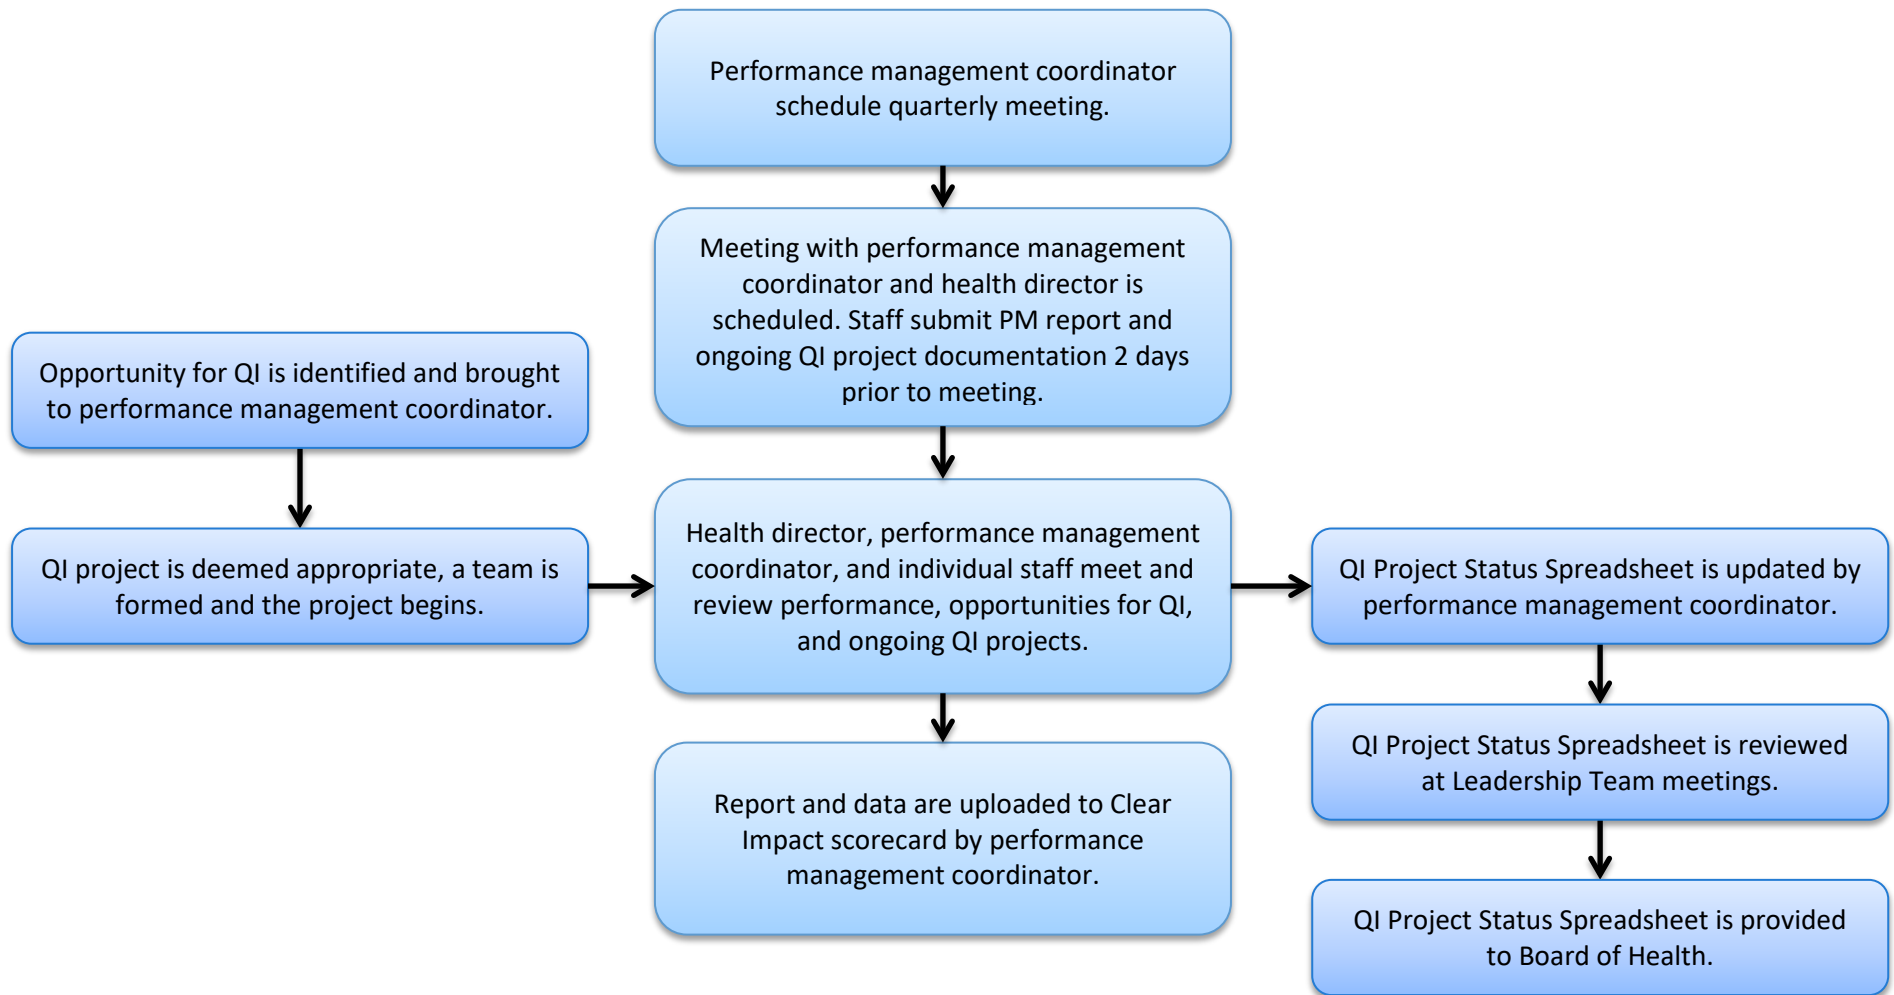 Performance management coordinator
schedule quarterly meeting.
Meeting with performance management
coordinator and health director is
scheduled. Staff submit PM report and
ongoing QI project documentation 2 days
prior to meeting.
Opportunity for QI is identified and brought
to performance management coordinator.
QI project is deemed appropriate, a team is
formed and the project begins.
Health director, performance management
coordinator, and individual staff meet and
review performance, opportunities for QI,
and ongoing QI projects.
Report and data are uploaded to Clear
Impact scorecard by performance
management coordinator.
QI Project Status Spreadsheet is updated by
performance management coordinator.
QI Project Status Spreadsheet is reviewed
at Leadership Team meetings.
QI Project Status Spreadsheet is provided
to Board of Health.